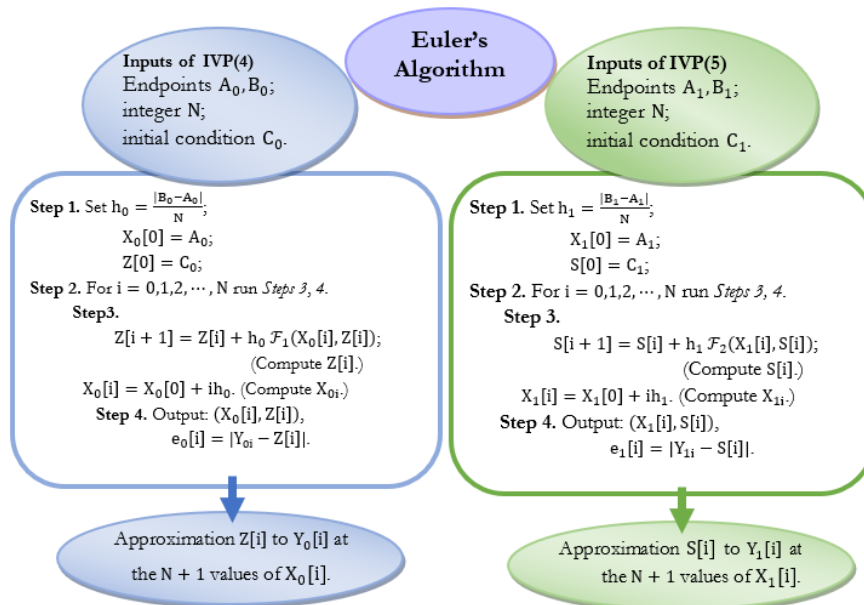 Euler's
Algorithm
Inputs of IVP(4)
Endpoints A₀, B₀;
integer N;
initial condition C₀.
Step 1. Set h₀ = |B₀−A₀|/N;
X₀[0] = A₀;
Z[0] = C₀;
Step 2. For i = 0,1,2, ⋯, N run Steps 3, 4.
Step3.
Z[i + 1] = Z[i] + h₀ ℱ₁(X₀[i], Z[i]);
(Compute Z[i].)
X₀[i] = X₀[0] + ih₀. (Compute X₀ᵢ.)
Step 4. Output: (X₀[i], Z[i]),
e₀[i] = |Y₀ᵢ − Z[i]|.
Approximation Z[i] to Y₀[i] at
the N + 1 values of X₀[i].
Inputs of IVP(5)
Endpoints A₁, B₁;
integer N;
initial condition C₁.
Step 1. Set h₁ = |B₁−A₁|/N;
X₁[0] = A₁;
S[0] = C₁;
Step 2. For i = 0,1,2, ⋯, N run Steps 3, 4.
Step 3.
S[i + 1] = S[i] + h₁ ℱ₂(X₁[i], S[i]);
(Compute S[i].)
X₁[i] = X₁[0] + ih₁. (Compute X₁ᵢ.)
Step 4. Output: (X₁[i], S[i]),
e₁[i] = |Y₁ᵢ − S[i]|.
Approximation S[i] to Y₁[i] at
the N + 1 values of X₁[i].